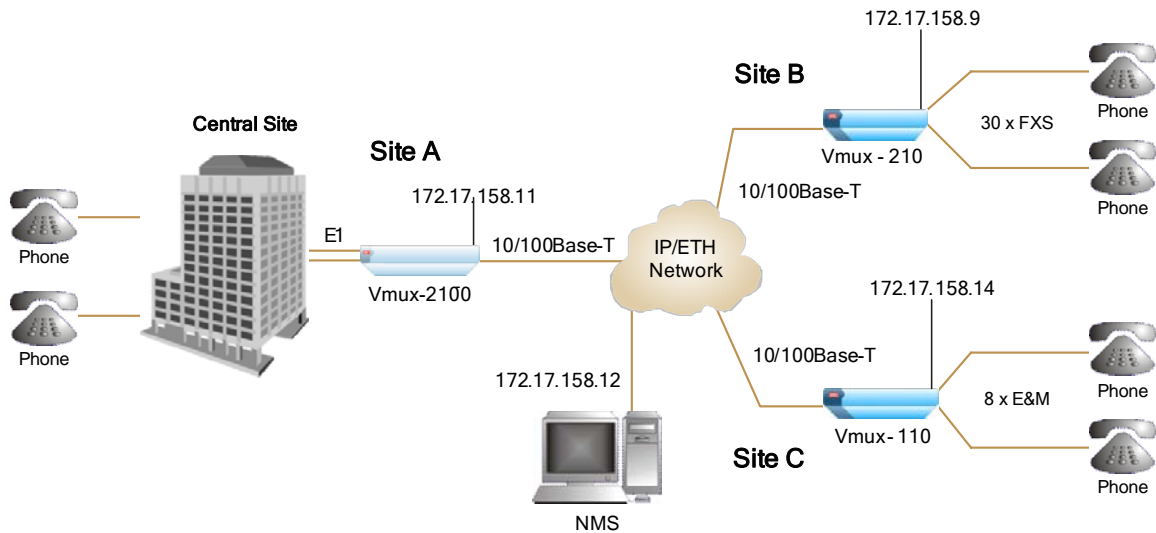 Central Site
Phone
Phone
Site A
E1
172.17.158.11
Vmux-2100
10/100Base-T
IP/ETH
Network
172.17.158.12
NMS
Site B
172.17.158.9
Vmux - 210
10/100Base-T
30 x FXS
Phone
Phone
172.17.158.14
10/100Base-T
Vmux - 110
Site C
8 x E&M
Phone
Phone